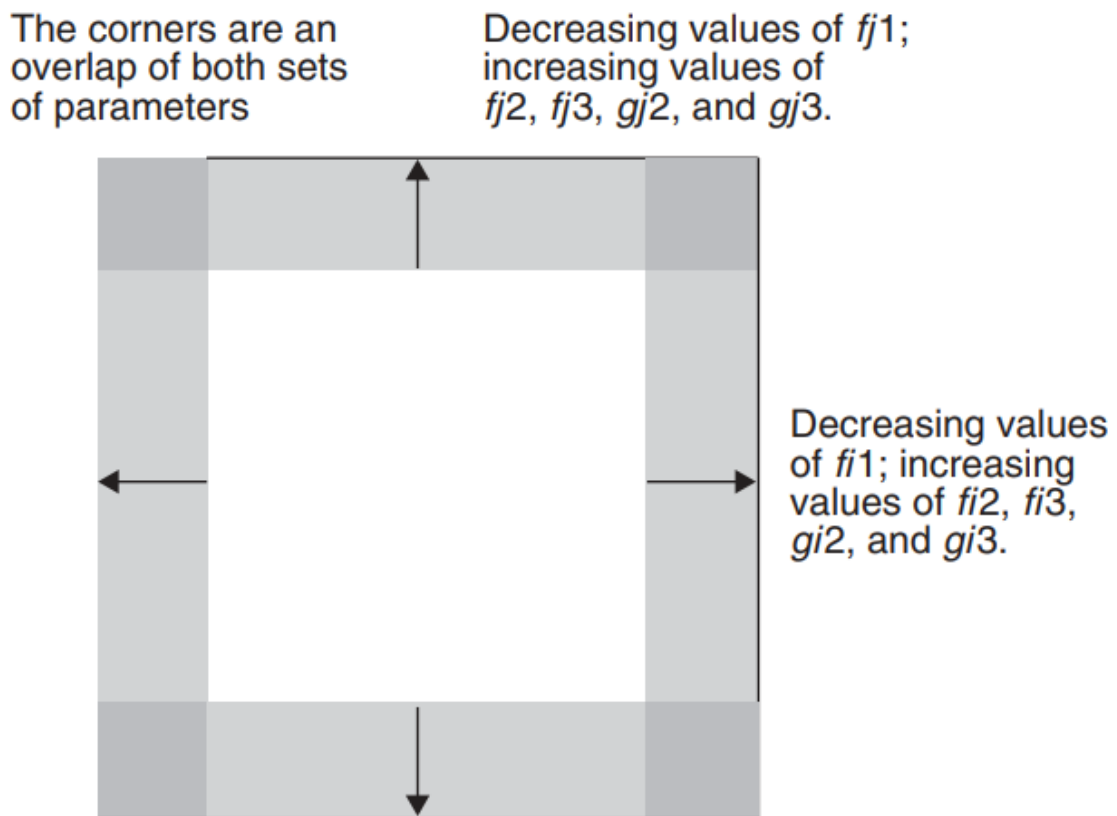 The corners are an
overlap of both sets
of parameters
Decreasing values of fj1;
increasing values of
fj2, fj3, gj2, and gj3.
Decreasing values
of fi1; increasing
values of fi2, fi3,
gi2, and gi3.